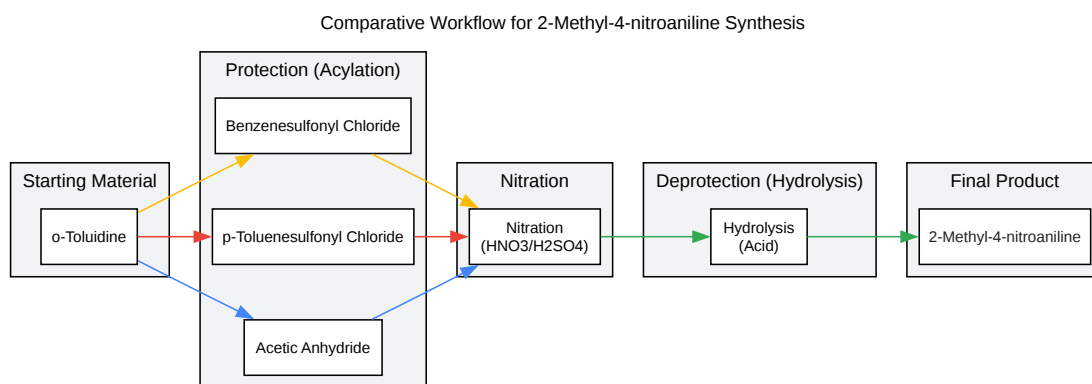 Comparative Workflow for 2-Methyl-4-nitroaniline Synthesis
Starting Material
o-Toluidine
Protection (Acylation)
Benzenesulfonyl Chloride
p-Toluenesulfonyl Chloride
Acetic Anhydride
Nitration
Nitration
(HNO3/H2SO4)
Deprotection (Hydrolysis)
Hydrolysis
(Acid)
Final Product
2-Methyl-4-nitroaniline